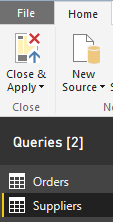 File
Home
Close &
Apply
New
Source
Close
Queries [2]
Orders
Suppliers